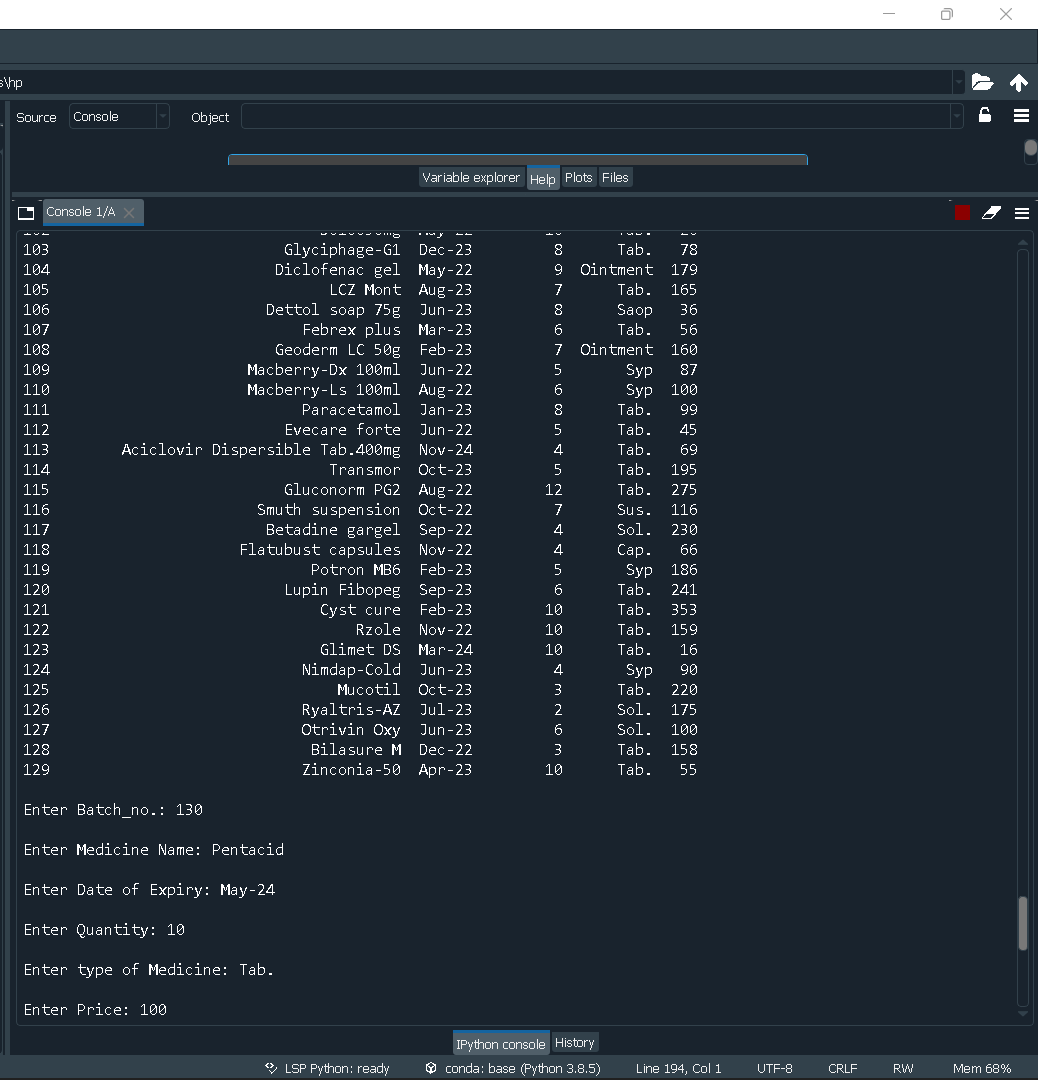 s\hp
Source Console Object
Variable explorer Help Plots Files
Console 1/A
103 Glyciphage-G1 Dec-23 8 Tab. 78
104 Diclofenac gel May-22 9 Ointment 179
105 LCZ Mont Aug-23 7 Tab. 165
106 Dettol soap 75g Jun-23 8 Saop 36
107 Febrex plus Mar-23 6 Tab. 56
108 Geoderm LC 50g Feb-23 7 Ointment 160
109 Macberry-Dx 100ml Jun-22 5 Syp 87
110 Macberry-Ls 100ml Aug-22 6 Syp 100
111 Paracetamol Jan-23 8 Tab. 99
112 Evecare forte Jun-22 5 Tab. 45
113 Aciclovir Dispersible Tab.400mg Nov-24 4 Tab. 69
114 Transmor Oct-23 5 Tab. 195
115 Gluconorm PG2 Aug-22 12 Tab. 275
116 Smuth suspension Oct-22 7 Sus. 116
117 Betadine gargel Sep-22 4 Sol. 230
118 Flatubust capsules Nov-22 4 Cap. 66
119 Potron MB6 Feb-23 5 Syp 186
120 Lupin Fibopeg Sep-23 6 Tab. 241
121 Cyst cure Feb-23 10 Tab. 353
122 Rzole Nov-22 10 Tab. 159
123 Glimet DS Mar-24 10 Tab. 16
124 Nimdap-Cold Jun-23 4 Syp 90
125 Mucotil Oct-23 3 Tab. 220
126 Ryaltris-AZ Jul-23 2 Sol. 175
127 Otrivin Oxy Jun-23 6 Sol. 100
128 Bilasure M Dec-22 3 Tab. 158
129 Zinconia-50 Apr-23 10 Tab. 55
Enter Batch_no.: 130
Enter Medicine Name: Pentacid
Enter Date of Expiry: May-24
Enter Quantity: 10
Enter type of Medicine: Tab.
Enter Price: 100
IPython console History
LSP Python: ready conda: base (Python 3.8.5) Line 194, Col 1 UTF-8 CRLF RW Mem 68%